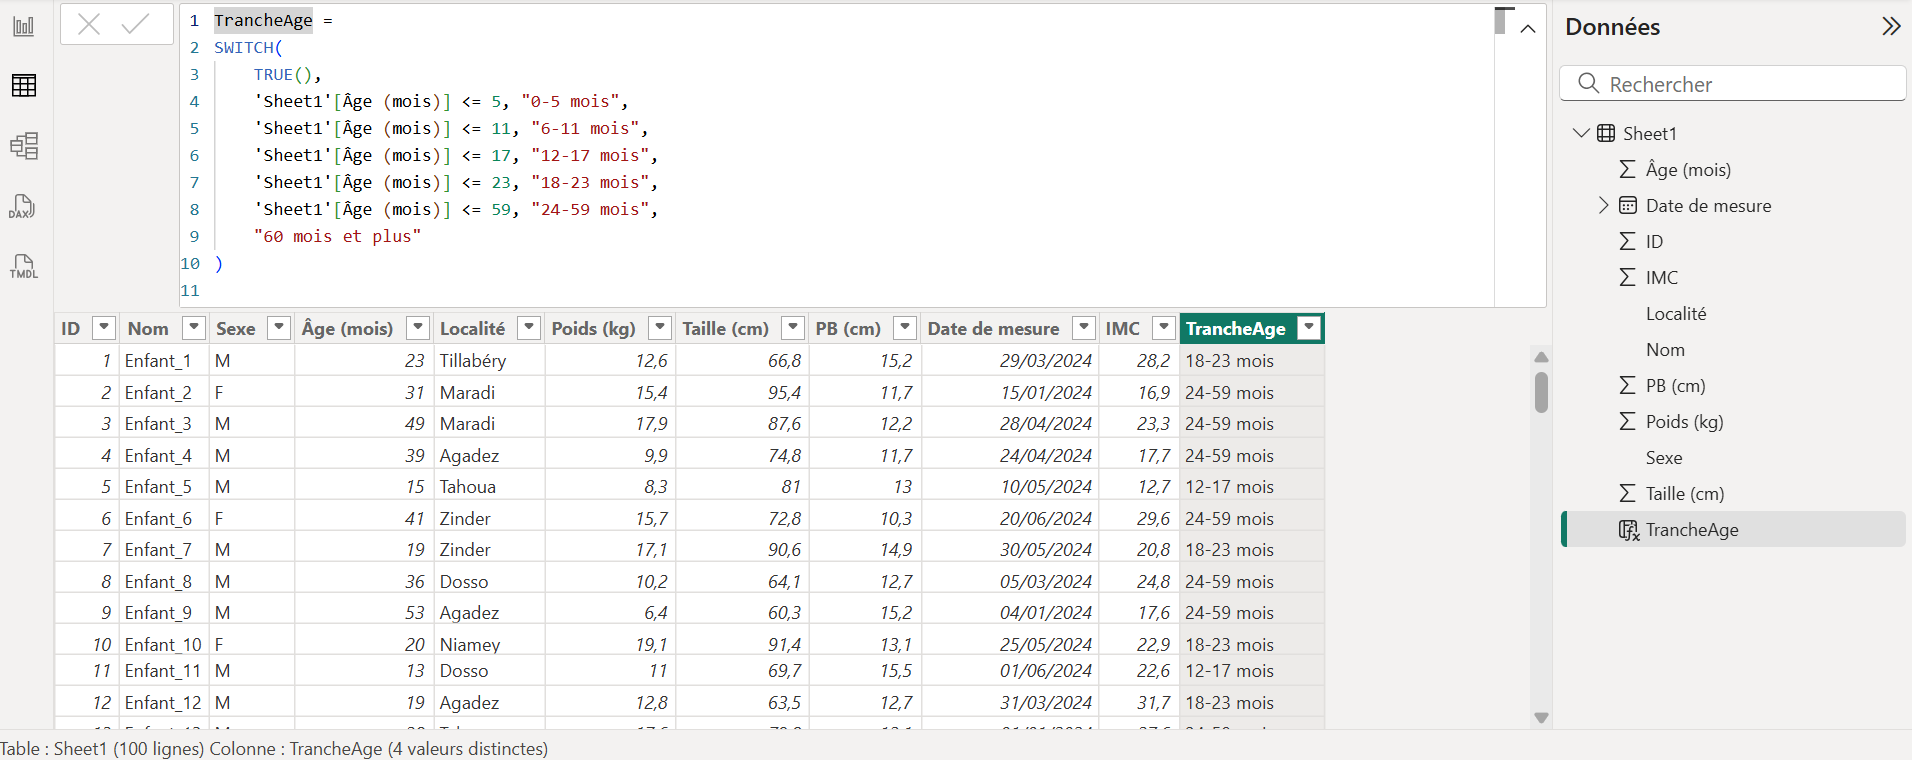 1 TrancheAge =
2 SWITCH(
3 TRUE(),
4 'Sheet1'[Âge (mois)] <= 5, "0-5 mois",
5 'Sheet1'[Âge (mois)] <= 11, "6-11 mois",
6 'Sheet1'[Âge (mois)] <= 17, "12-17 mois",
7 'Sheet1'[Âge (mois)] <= 23, "18-23 mois",
8 'Sheet1'[Âge (mois)] <= 59, "24-59 mois",
9 "60 mois et plus"
10 )
11
DAX
TMDL
ID Nom Sexe Âge (mois) Localité Poids (kg) Taille (cm) PB (cm) Date de mesure IMC TrancheAge
1 Enfant_1 M 23 Tillabéry 12,6 66,8 15,2 29/03/2024 28,2 18-23 mois
2 Enfant_2 F 31 Maradi 15,4 95,4 11,7 15/01/2024 16,9 24-59 mois
3 Enfant_3 M 49 Maradi 17,9 87,6 12,2 28/04/2024 23,3 24-59 mois
4 Enfant_4 M 39 Agadez 9,9 74,8 11,7 24/04/2024 17,7 24-59 mois
5 Enfant_5 M 15 Tahoua 8,3 81 13 10/05/2024 12,7 12-17 mois
6 Enfant_6 F 41 Zinder 15,7 72,8 10,3 20/06/2024 29,6 24-59 mois
7 Enfant_7 M 19 Zinder 17,1 90,6 14,9 30/05/2024 20,8 18-23 mois
8 Enfant_8 M 36 Dosso 10,2 64,1 12,7 05/03/2024 24,8 24-59 mois
9 Enfant_9 M 53 Agadez 6,4 60,3 15,2 04/01/2024 17,6 24-59 mois
10 Enfant_10 F 20 Niamey 19,1 91,4 13,1 25/05/2024 22,9 18-23 mois
11 Enfant_11 M 13 Dosso 11 69,7 15,5 01/06/2024 22,6 12-17 mois
12 Enfant_12 M 19 Agadez 12,8 63,5 12,7 31/03/2024 31,7 18-23 mois
Table : Sheet1 (100 lignes) Colonne : TrancheAge (4 valeurs distinctes)
Données
Rechercher
Sheet1
Âge (mois)
Date de mesure
ID
IMC
Localité
Nom
PB (cm)
Poids (kg)
Sexe
Taille (cm)
TrancheAge